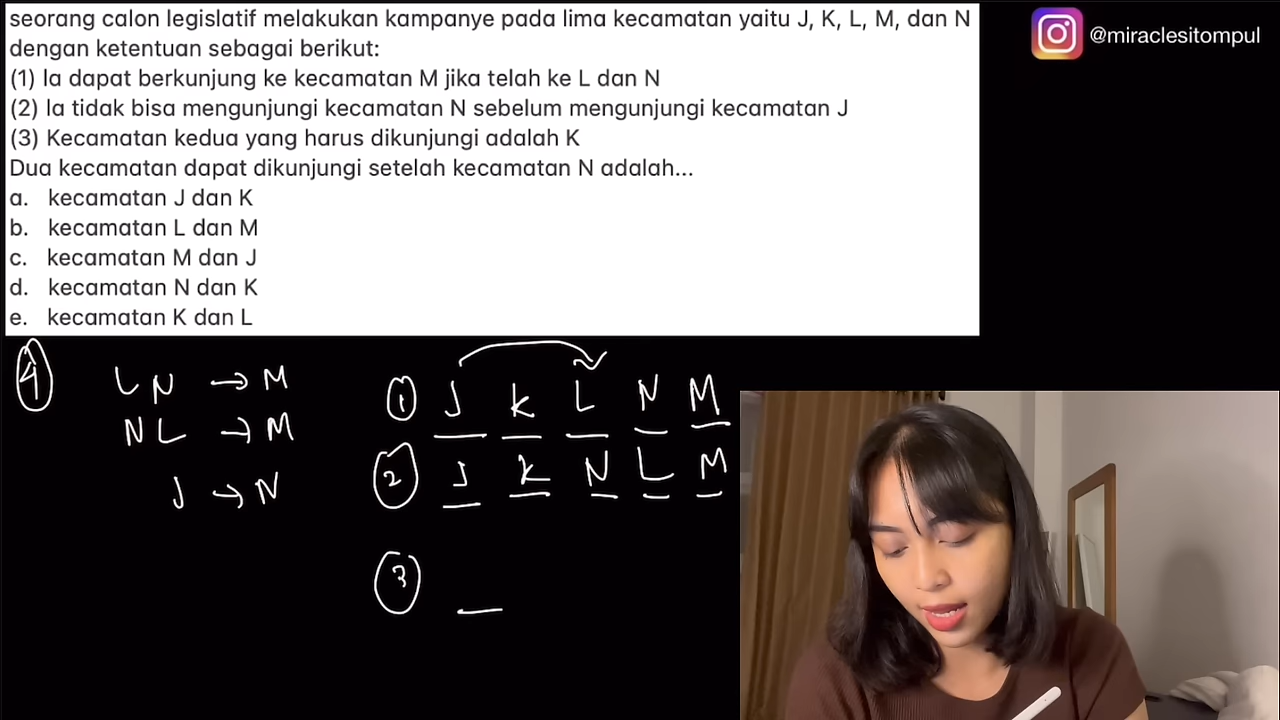 seorang calon legislatif melakukan kampanye pada lima kecamatan yaitu J, K, L, M, dan N
dengan ketentuan sebagai berikut:
(1) Ia dapat berkunjung ke kecamatan M jika telah ke L dan N
(2) Ia tidak bisa mengunjungi kecamatan N sebelum mengunjungi kecamatan J
(3) Kecamatan kedua yang harus dikunjungi adalah K
Dua kecamatan dapat dikunjungi setelah kecamatan N adalah...
a. kecamatan J dan K
b. kecamatan L dan M
c. kecamatan M dan J
d. kecamatan N dan K
e. kecamatan K dan L
@miraclesitompul
4
L N → M
N L → M
J → N
1 J K L N M
2 J K N L M
3